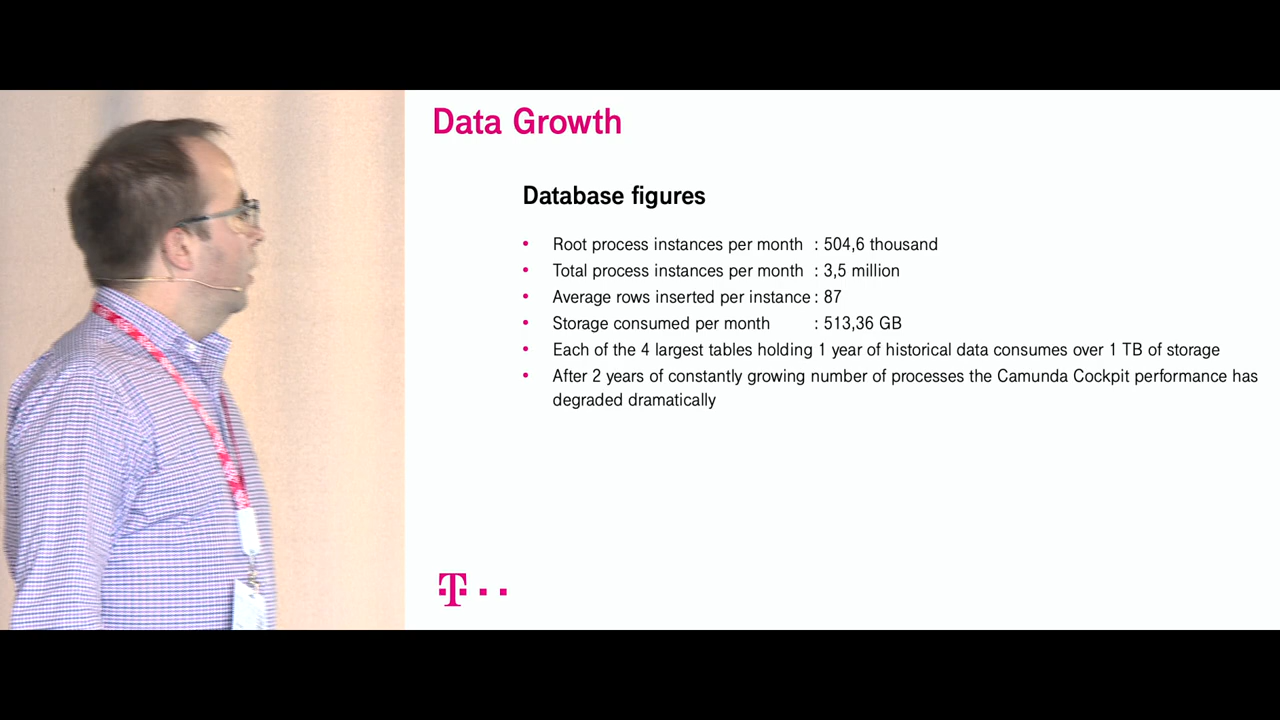 Data Growth
Database figures
• Root process instances per month : 504,6 thousand
• Total process instances per month : 3,5 million
• Average rows inserted per instance : 87
• Storage consumed per month : 513,36 GB
• Each of the 4 largest tables holding 1 year of historical data consumes over 1 TB of storage
• After 2 years of constantly growing number of processes the Camunda Cockpit performance has
degraded dramatically
T